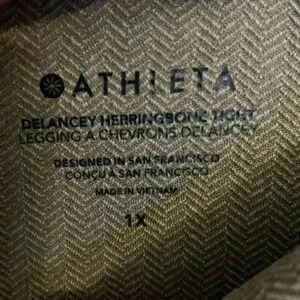 ATHLETA
DELANCEY HERRINGBONE TIGHT
LEGGING A CHEVRONS DELANCEY
DESIGNED IN SAN FRANCISCO
CONÇU A SAN FRANCISCO
MADE IN VIETNAM
1X